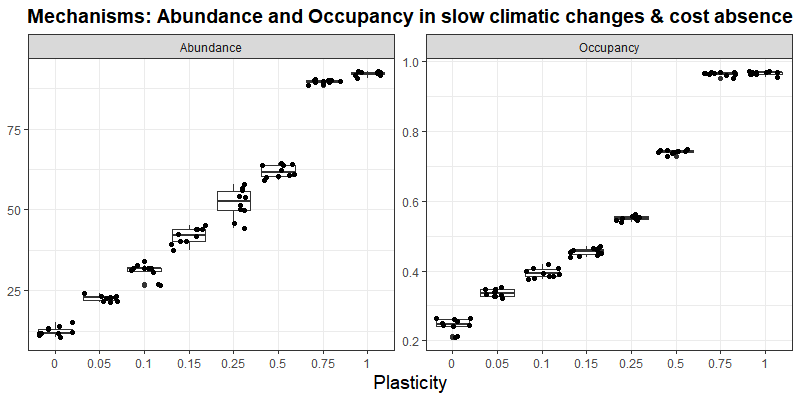 Mechanisms: Abundance and Occupancy in slow climatic changes & cost absence
Abundance
Occupancy
75
50
25
1.0
0.8
0.6
0.4
0.2
0 0.05 0.1 0.15 0.25 0.5 0.75 1
0 0.05 0.1 0.15 0.25 0.5 0.75 1
Plasticity